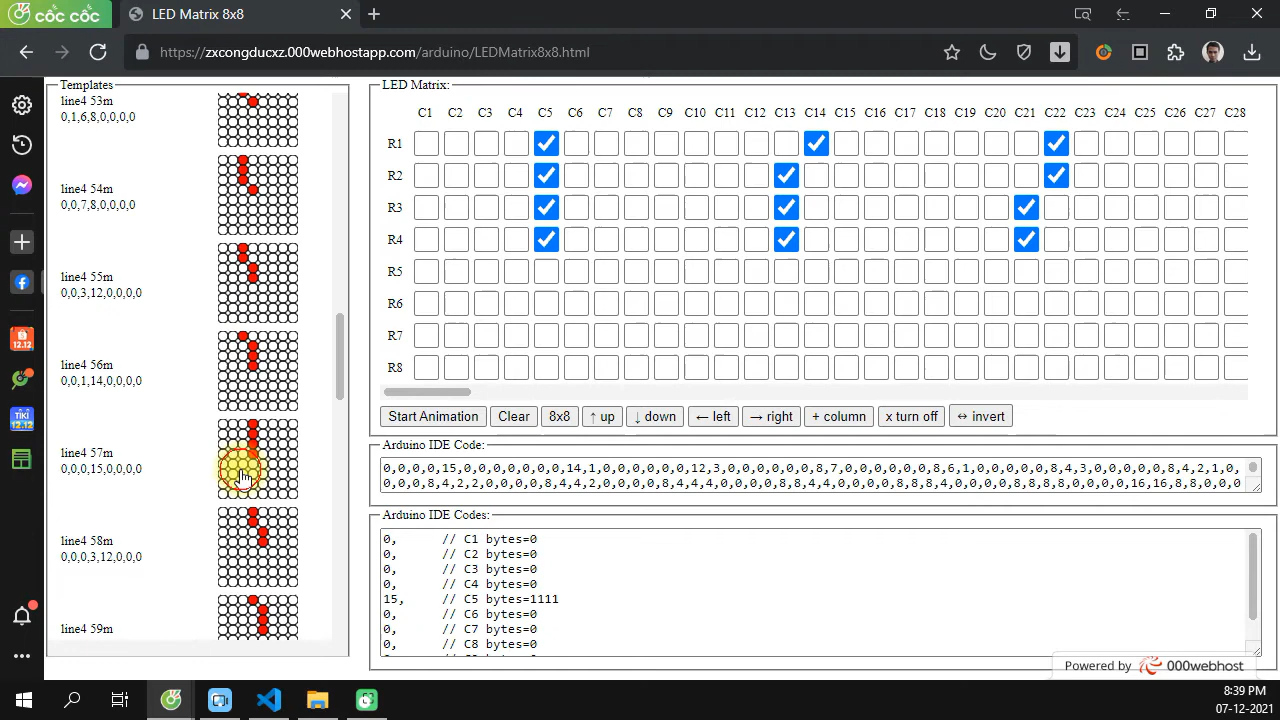 cốc cốc
LED Matrix 8x8
https://zxcongducxz.000webhostapp.com/arduino/LEDMatrix8x8.html
Templates
line4 53m
0,1,6,8,0,0,0,0
line4 54m
0,0,7,8,0,0,0,0
line4 55m
0,0,3,12,0,0,0,0
line4 56m
0,0,1,14,0,0,0,0
line4 57m
0,0,0,15,0,0,0,0
line4 58m
0,0,0,3,12,0,0,0
line4 59m
LED Matrix:
C1 C2 C3 C4 C5 C6 C7 C8 C9 C10 C11 C12 C13 C14 C15 C16 C17 C18 C19 C20 C21 C22 C23 C24 C25 C26 C27 C28
R1
R2
R3
R4
R5
R6
R7
R8
Start Animation Clear 8x8 ↑ up ↓ down ← left → right + column x turn off ↔ invert
Arduino IDE Code:
0,0,0,0,15,0,0,0,0,0,0,0,14,1,0,0,0,0,0,0,12,3,0,0,0,0,0,0,8,7,0,0,0,0,0,0,8,6,1,0,0,0,0,0,8,4,3,0,0,0,0,0,8,4,2,1,0,0,
0,0,0,8,4,2,2,0,0,0,0,8,4,4,2,0,0,0,0,8,4,4,4,0,0,0,0,8,8,4,4,0,0,0,0,8,8,8,4,0,0,0,0,8,8,8,8,0,0,0,0,16,16,8,8,0,0,0
Arduino IDE Codes:
0, // C1 bytes=0
0, // C2 bytes=0
0, // C3 bytes=0
0, // C4 bytes=0
15, // C5 bytes=1111
0, // C6 bytes=0
0, // C7 bytes=0
0, // C8 bytes=0
Powered by 000webhost
8:39 PM
07-12-2021